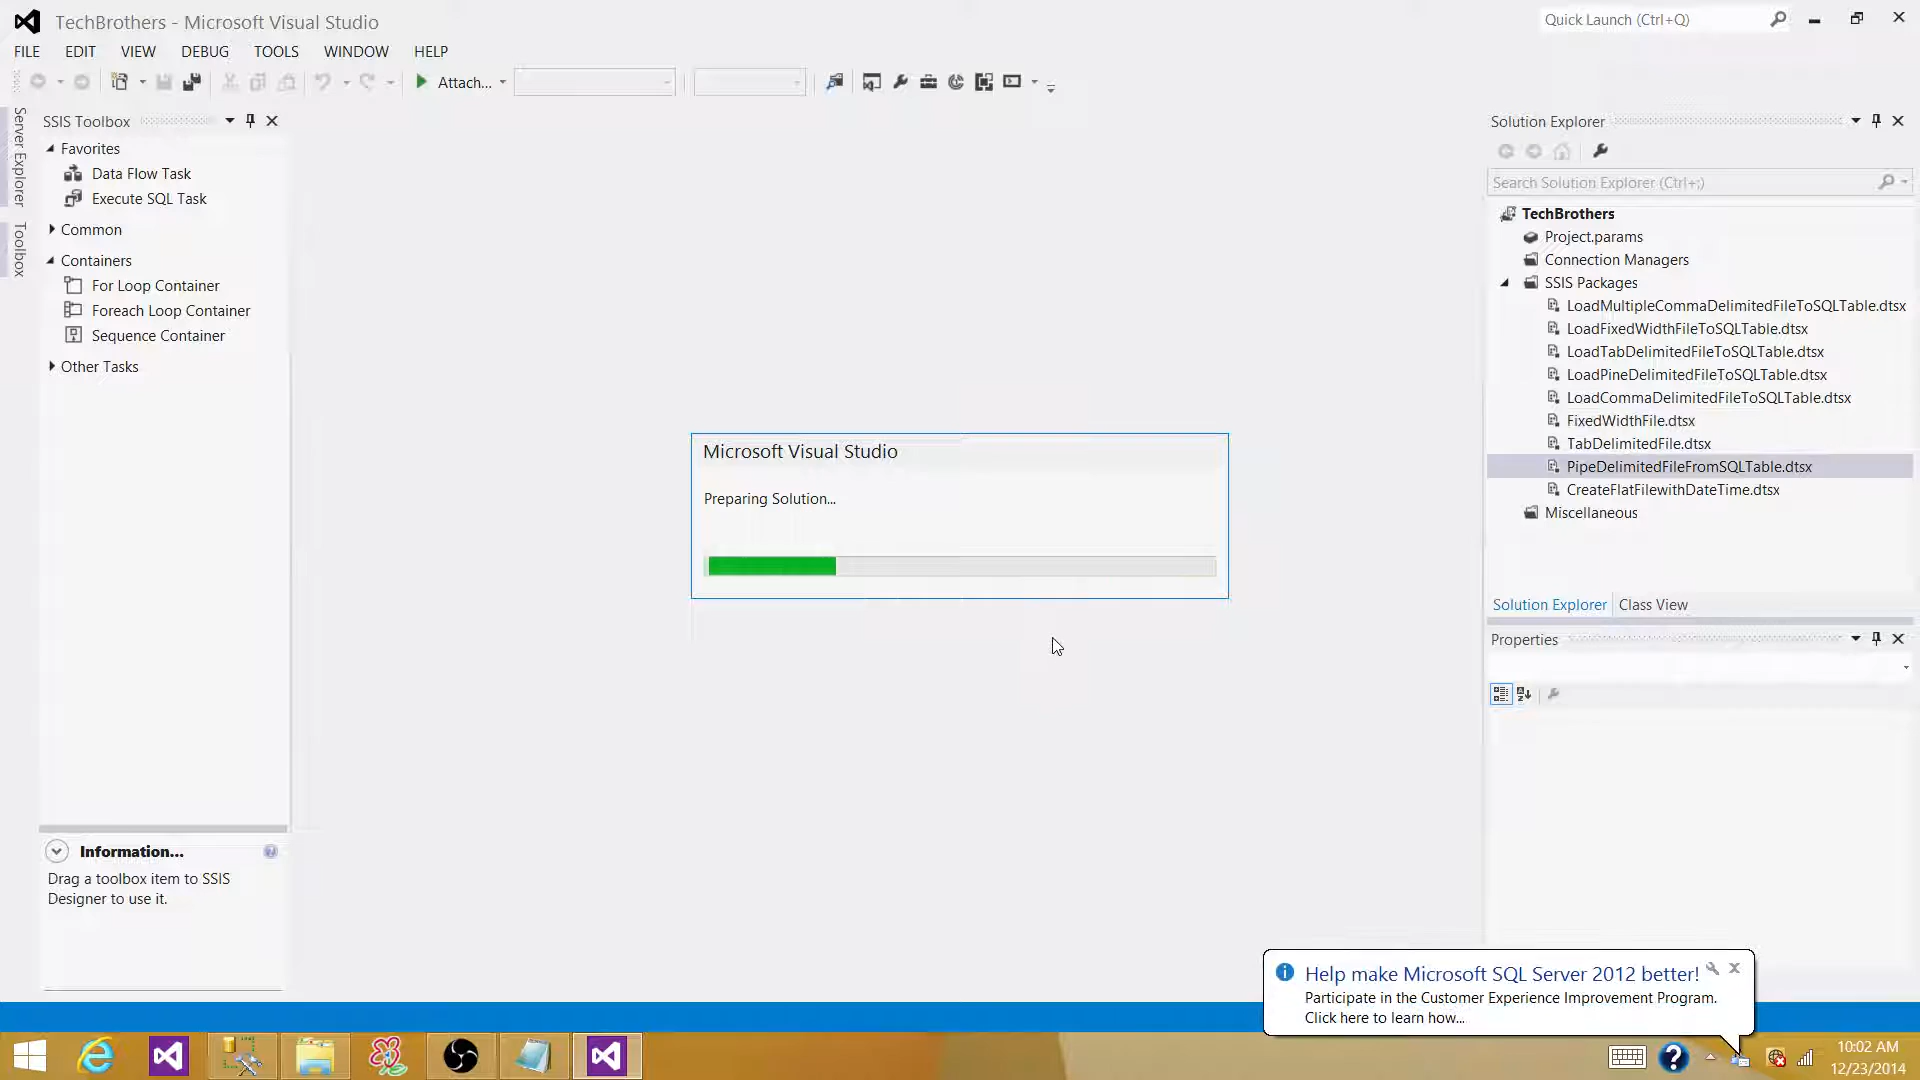 TechBrothers - Microsoft Visual Studio
Quick Launch (Ctrl+Q)
FILE EDIT VIEW DEBUG TOOLS WINDOW HELP
Attach...
Server Explorer
Toolbox
SSIS Toolbox
Favorites
Data Flow Task
Execute SQL Task
Common
Containers
For Loop Container
Foreach Loop Container
Sequence Container
Other Tasks
Information...
Drag a toolbox item to SSIS
Designer to use it.
Microsoft Visual Studio
Preparing Solution...
Solution Explorer
Search Solution Explorer (Ctrl+;)
TechBrothers
Project.params
Connection Managers
SSIS Packages
LoadMultipleCommaDelimitedFileToSQLTable.dtsx
LoadFixedWidthFileToSQLTable.dtsx
LoadTabDelimitedFileToSQLTable.dtsx
LoadPineDelimitedFileToSQLTable.dtsx
LoadCommaDelimitedFileToSQLTable.dtsx
FixedWidthFile.dtsx
TabDelimitedFile.dtsx
PipeDelimitedFileFromSQLTable.dtsx
CreateFlatFilewithDateTime.dtsx
Miscellaneous
Solution Explorer Class View
Properties
Help make Microsoft SQL Server 2012 better!
Participate in the Customer Experience Improvement Program.
Click here to learn how...
10:02 AM
12/23/2014